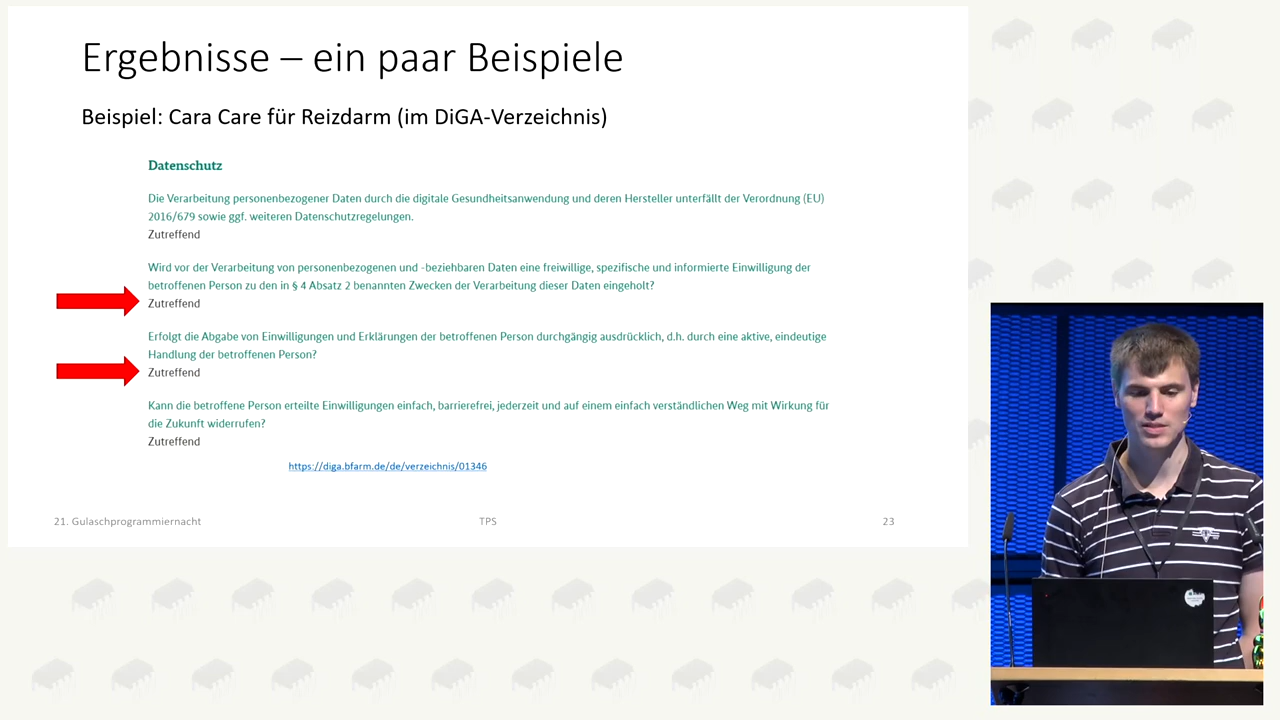 Ergebnisse – ein paar Beispiele
Beispiel: Cara Care für Reizdarm (im DiGA-Verzeichnis)
Datenschutz
Die Verarbeitung personenbezogener Daten durch die digitale Gesundheitsanwendung und deren Hersteller unterfällt der Verordnung (EU)
2016/679 sowie ggf. weiteren Datenschutzregelungen.
Zutreffend
Wird vor der Verarbeitung von personenbezogenen und -beziehbaren Daten eine freiwillige, spezifische und informierte Einwilligung der
betroffenen Person zu den in § 4 Absatz 2 benannten Zwecken der Verarbeitung dieser Daten eingeholt?
Zutreffend
Erfolgt die Abgabe von Einwilligungen und Erklärungen der betroffenen Person durchgängig ausdrücklich, d.h. durch eine aktive, eindeutige
Handlung der betroffenen Person?
Zutreffend
Kann die betroffene Person erteilte Einwilligungen einfach, barrierefrei, jederzeit und auf einem einfach verständlichen Weg mit Wirkung für
die Zukunft widerrufen?
Zutreffend
https://diga.bfarm.de/de/verzeichnis/01346
21. Gulaschprogrammiernacht
TPS
23